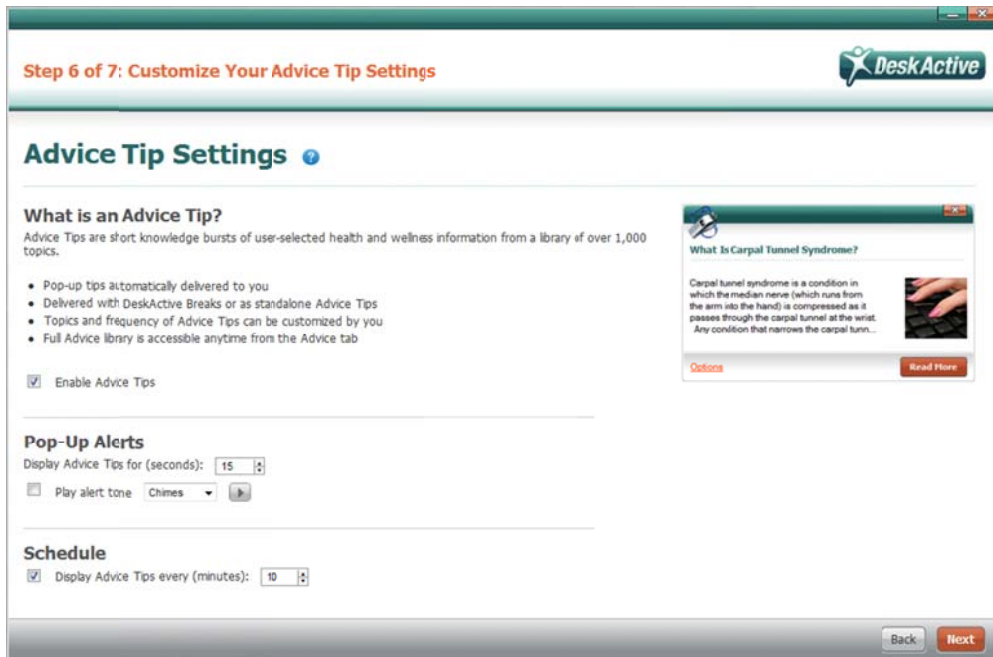 Step 6 of 7: Customize Your Advice Tip Settings
DeskActive
Advice Tip Settings ?
What is an Advice Tip?
Advice Tips are short knowledge bursts of user-selected health and wellness information from a library of over 1,000
topics.
• Pop-up tips automatically delivered to you
• Delivered with DeskActive Breaks or as standalone Advice Tips
• Topics and frequency of Advice Tips can be customized by you
• Full Advice library is accessible anytime from the Advice tab
Enable Advice Tips
What Is Carpal Tunnel Syndrome?
Carpal tunnel syndrome is a condition in
which the median nerve (which runs from
the arm into the hand) is compressed as it
passes through the carpal tunnel at the wrist.
Any condition that narrows the carpal tunn...
Options
Read More
Pop-Up Alerts
Display Advice Tips for (seconds): 15
Play alert tone Chimes
Schedule
Display Advice Tips every (minutes): 10
Back Next